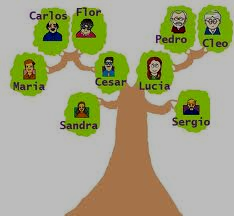 Carlos Flor
Pedro Cleo
Maria Cesar Lucia
Sandra Sergio